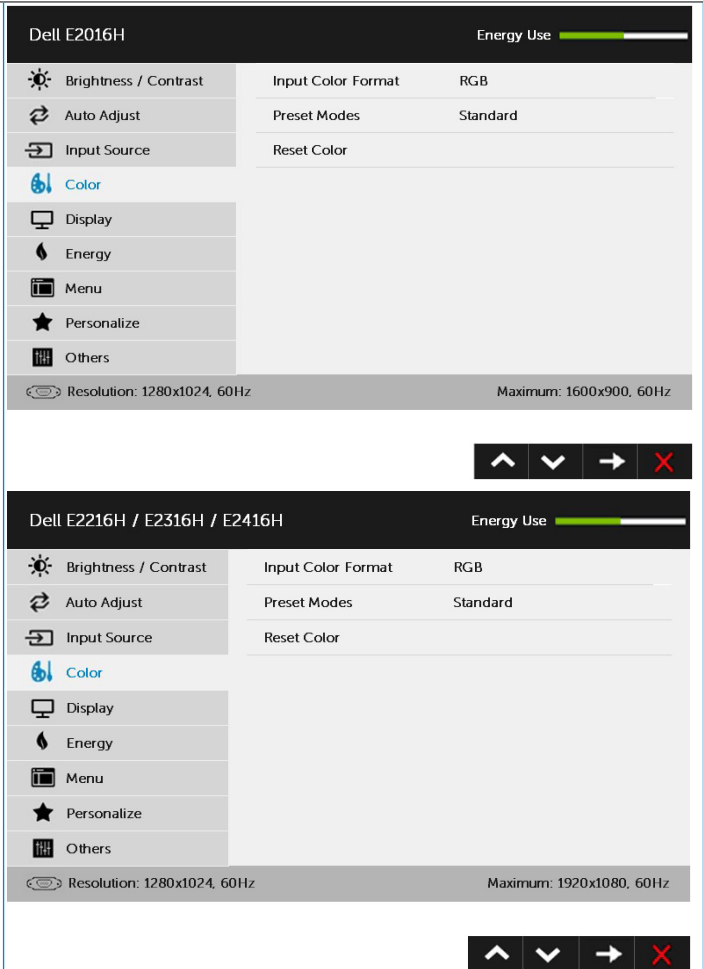 Dell E2016H Energy Use
Brightness / Contrast Input Color Format RGB
Auto Adjust Preset Modes Standard
Input Source Reset Color
Color
Display
Energy
Menu
Personalize
Others
Resolution: 1280x1024, 60Hz Maximum: 1600x900, 60Hz
Dell E2216H / E2316H / E2416H Energy Use
Brightness / Contrast Input Color Format RGB
Auto Adjust Preset Modes Standard
Input Source Reset Color
Color
Display
Energy
Menu
Personalize
Others
Resolution: 1280x1024, 60Hz Maximum: 1920x1080, 60Hz